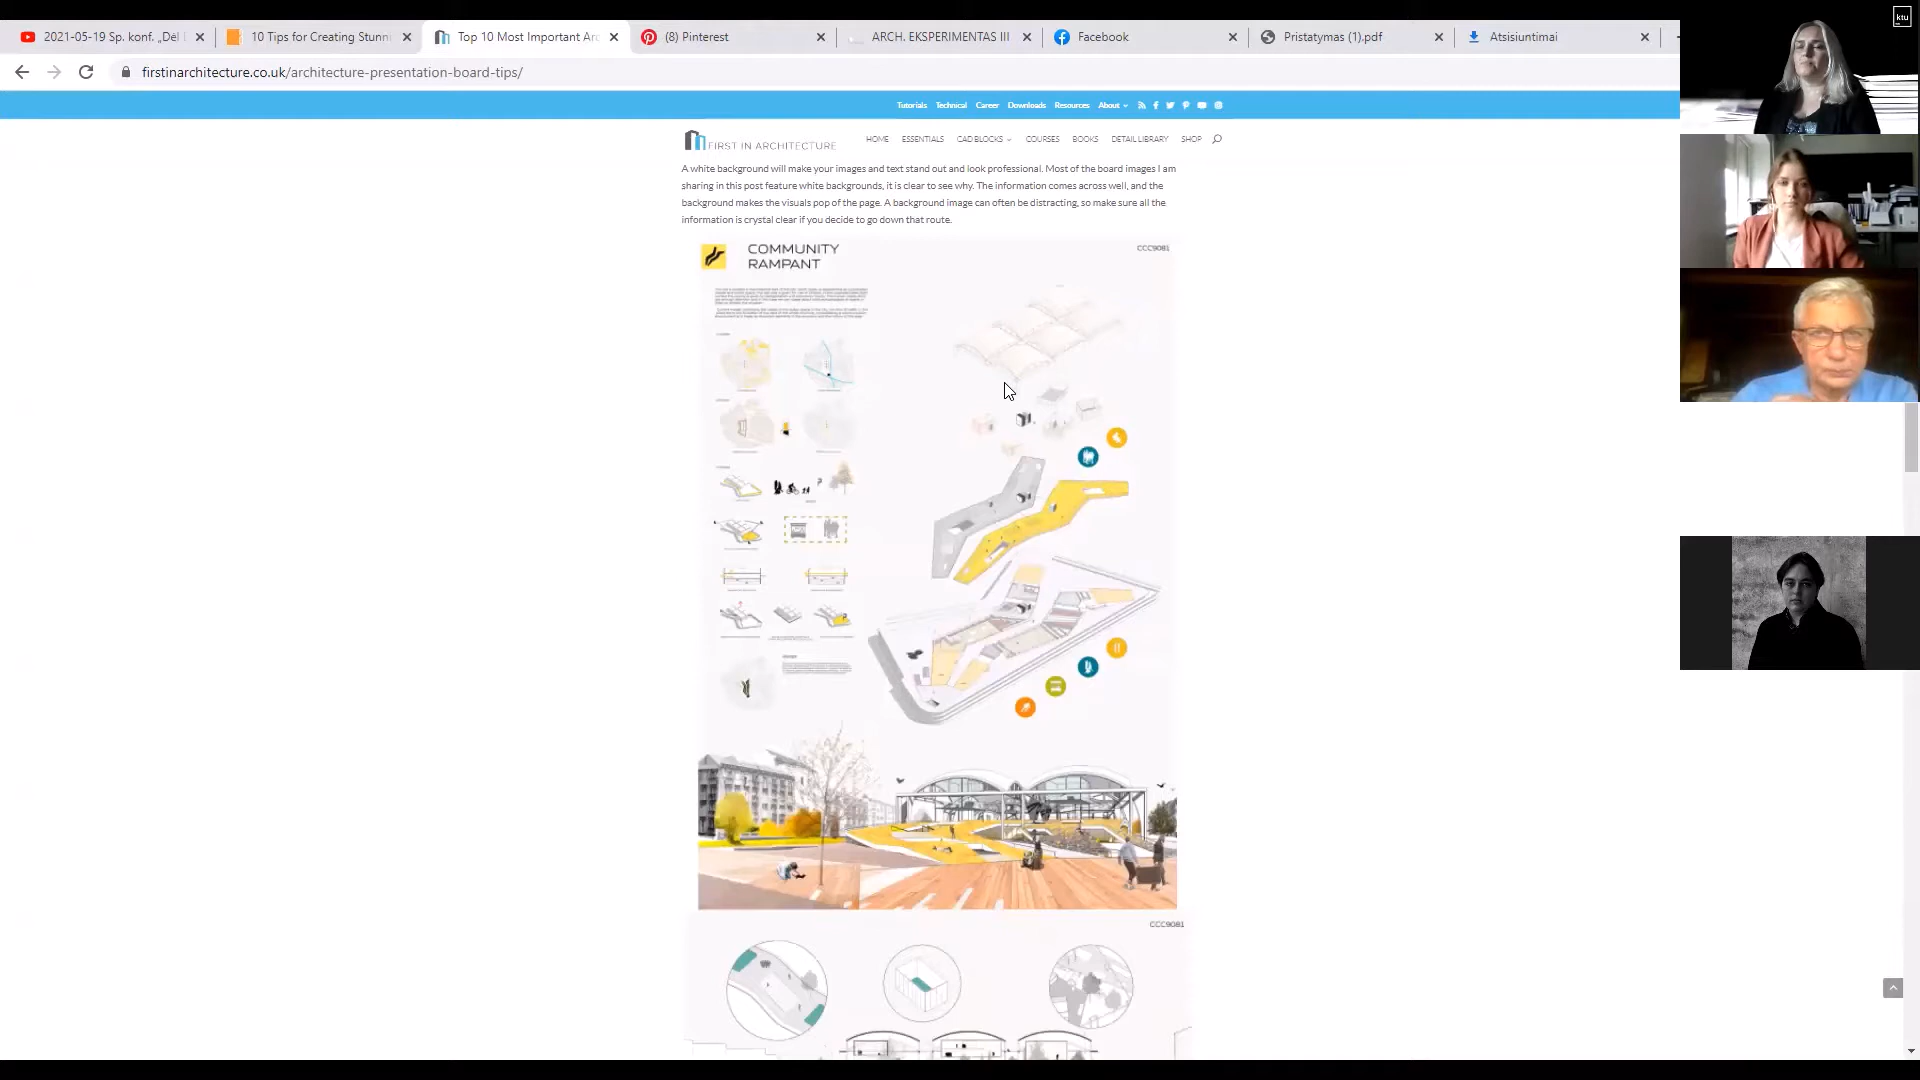 2021-05-19 Sp. konf. „Del
10 Tips for Creating Stunn
Top 10 Most Important Arc
(8) Pinterest
ARCH. EKSPERIMENTAS III
Facebook
Pristatymas (1).pdf
Atsisiuntimai
ktu
firstinarchitecture.co.uk/architecture-presentation-board-tips/
Tutorials Technical Career Downloads Resources About
FIRST IN ARCHITECTURE
HOME ESSENTIALS CAD BLOCKS COURSES BOOKS DETAIL LIBRARY SHOP
A white background will make your images and text stand out and look professional. Most of the board images I am
sharing in this post feature white backgrounds, it is clear to see why. The information comes across well, and the
background makes the visuals pop of the page. A background image can often be distracting, so make sure all the
information is crystal clear if you decide to go down that route.
COMMUNITY
RAMPANT
CCC9081
CCC9081